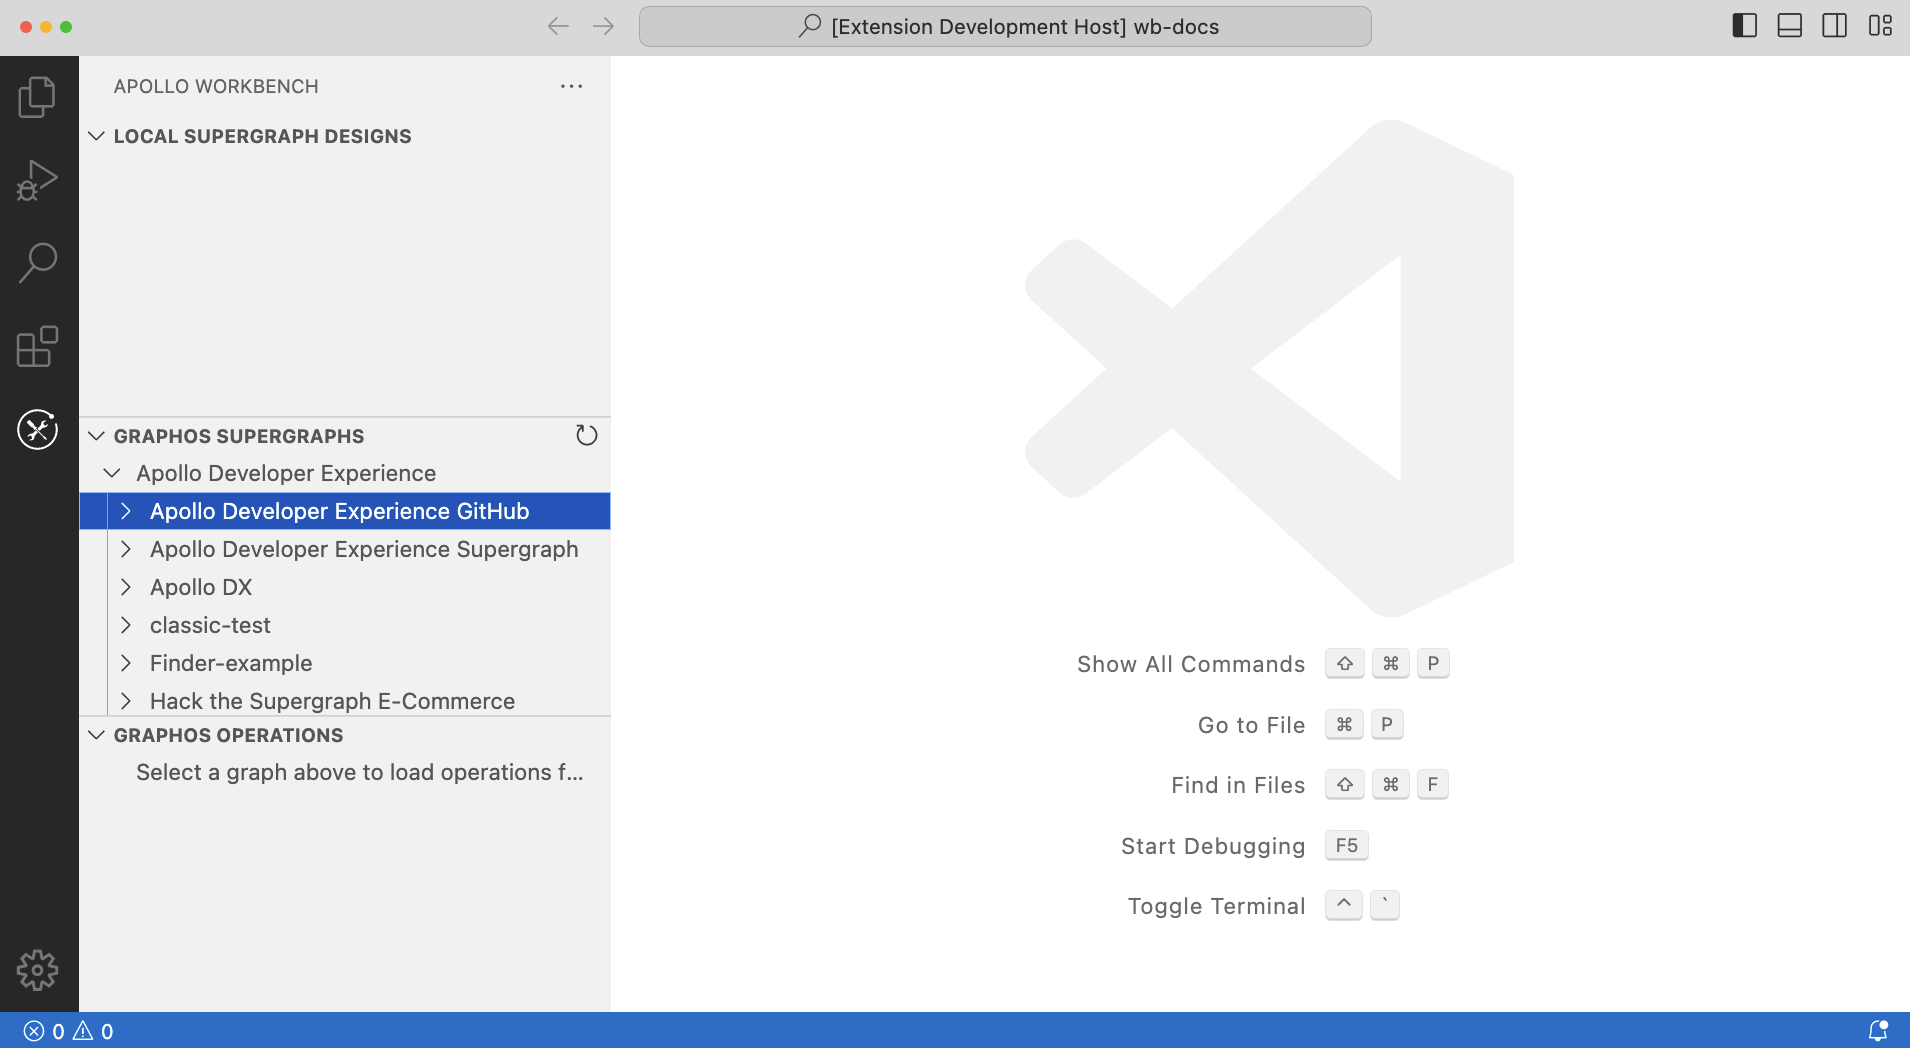 [Extension Development Host] wb-docs
APOLLO WORKBENCH
LOCAL SUPERGRAPH DESIGNS
GRAPHOS SUPERGRAPHS
Apollo Developer Experience
Apollo Developer Experience GitHub
Apollo Developer Experience Supergraph
Apollo DX
classic-test
Finder-example
Hack the Supergraph E-Commerce
GRAPHOS OPERATIONS
Select a graph above to load operations f...
Show All Commands ⇧ ⌘ P
Go to File ⌘ P
Find in Files ⇧ ⌘ F
Start Debugging F5
Toggle Terminal ^ `
0 0